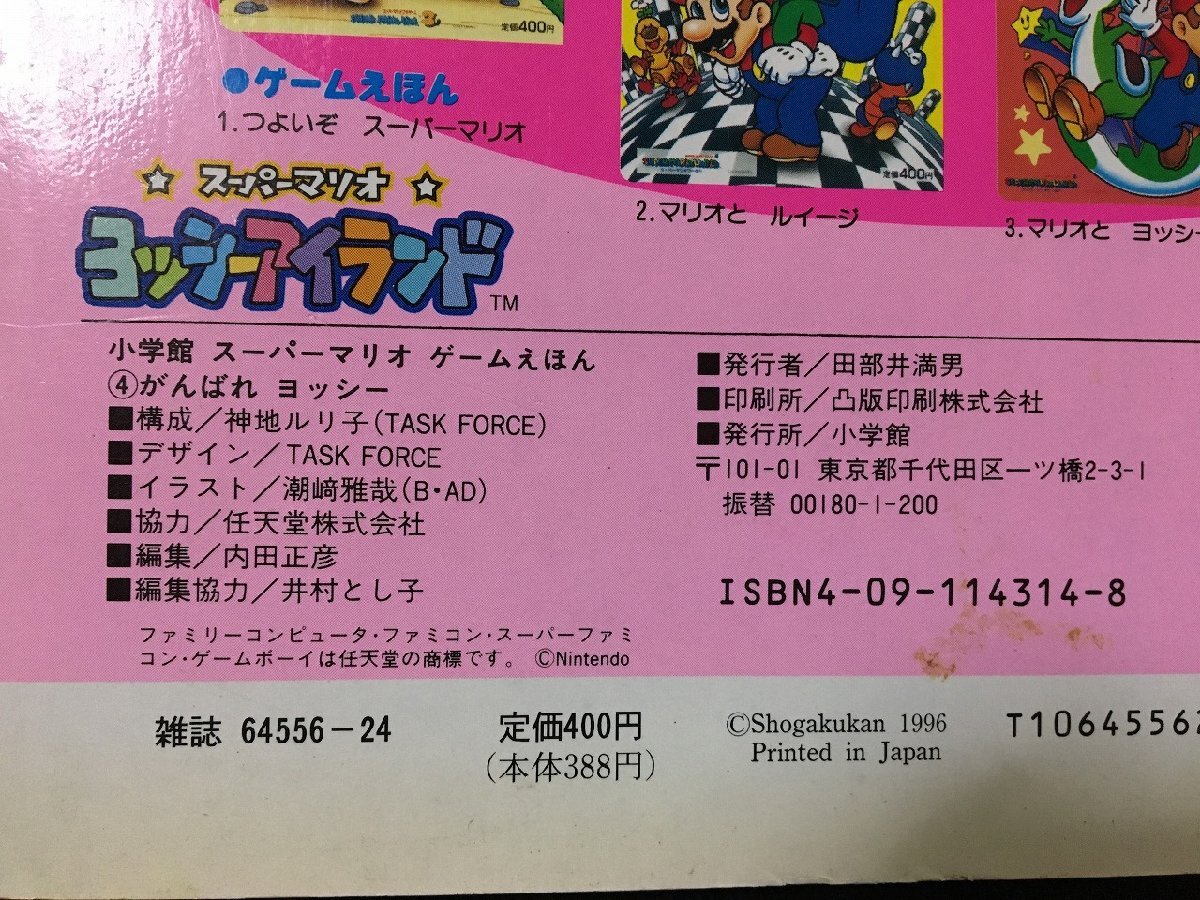 定価400円
●ゲームえほん
1.つよいぞ スーパーマリオ
定価400円
2.マリオと ルイージ
3.マリオと ヨッシー
スーパーマリオ
ヨッシーアイランド™
小学館 スーパーマリオ ゲームえほん
④がんばれ ヨッシー
■構成／神地ルリ子(TASK FORCE)
■デザイン／TASK FORCE
■イラスト／潮﨑雅哉(B・AD)
■協力／任天堂株式会社
■編集／内田正彦
■編集協力／井村とし子
ファミリーコンピュータ・ファミコン・スーパーファミ
コン・ゲームボーイは任天堂の商標です。 ©Nintendo
■発行者／田部井満男
■印刷所／凸版印刷株式会社
■発行所／小学館
〒101-01 東京都千代田区一ツ橋2-3-1
振替 00180-1-200
ISBN4-09-114314-8
雑誌 64556-24
定価400円
(本体388円)
©Shogakukan 1996
Printed in Japan
T10645562